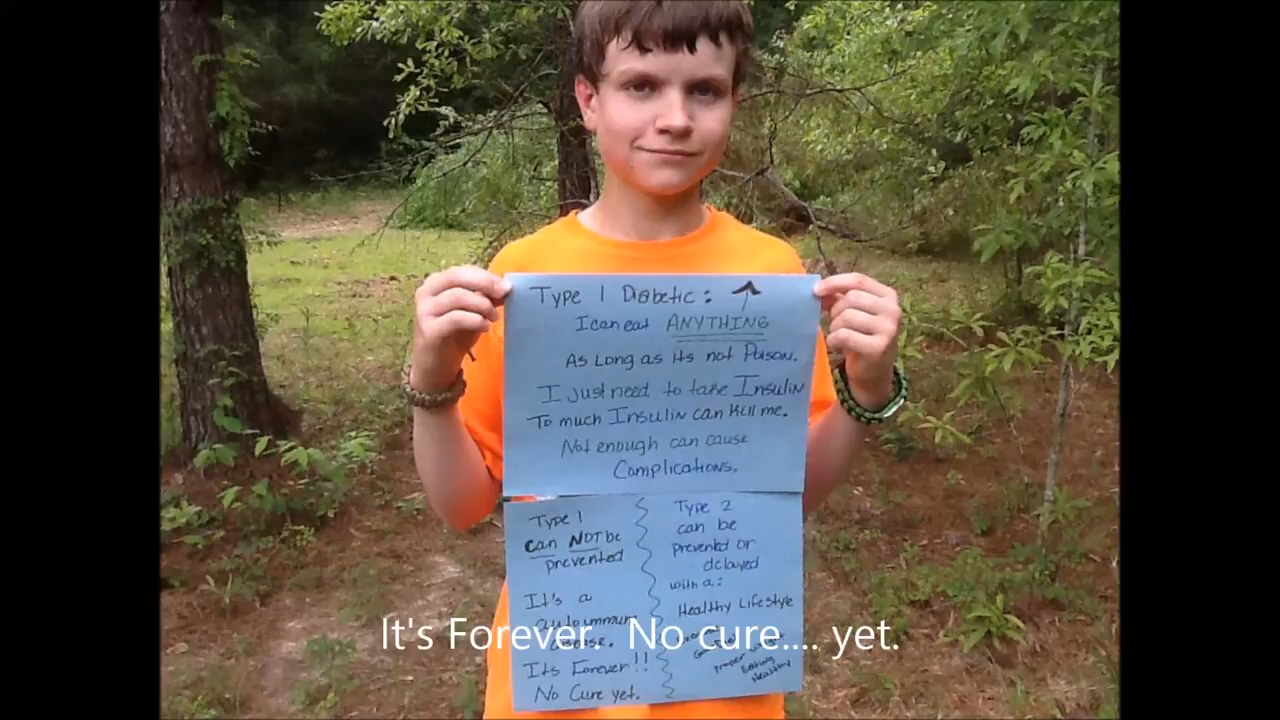 Type 1 Diabetic:
I can eat ANYTHING
As Long as its not Poison.
I Just need to take Insulin
To much Insulin can Kill me.
Not enough can cause
Complications.
Type 1
can NOT be
prevented
It's a
autoimmune
disease.
Its Forever!!
No Cure yet.
Type 2
can be
prevented or
delayed
with a:
Healthy Lifestyle
proper
Eating
Healthy
It's Forever. No cure.... yet.